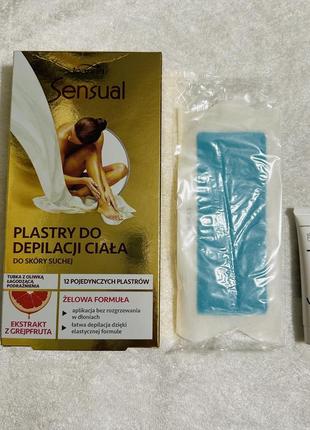 Sensual
PLASTRY DO
DEPILACJI CIAŁA
DO SKÓRY SUCHEJ
TUBKA Z OLIWKĄ
ŁAGODZĄCĄ
PODRAŻNIENIA
12 POJEDYNCZYCH PLASTRÓW
EKSTRAKT
Z GREJPFRUTA
ŻELOWA FORMUŁA
aplikacja bez rozgrzewania
w dłoniach
łatwa depilacja dzięki
elastycznej formule